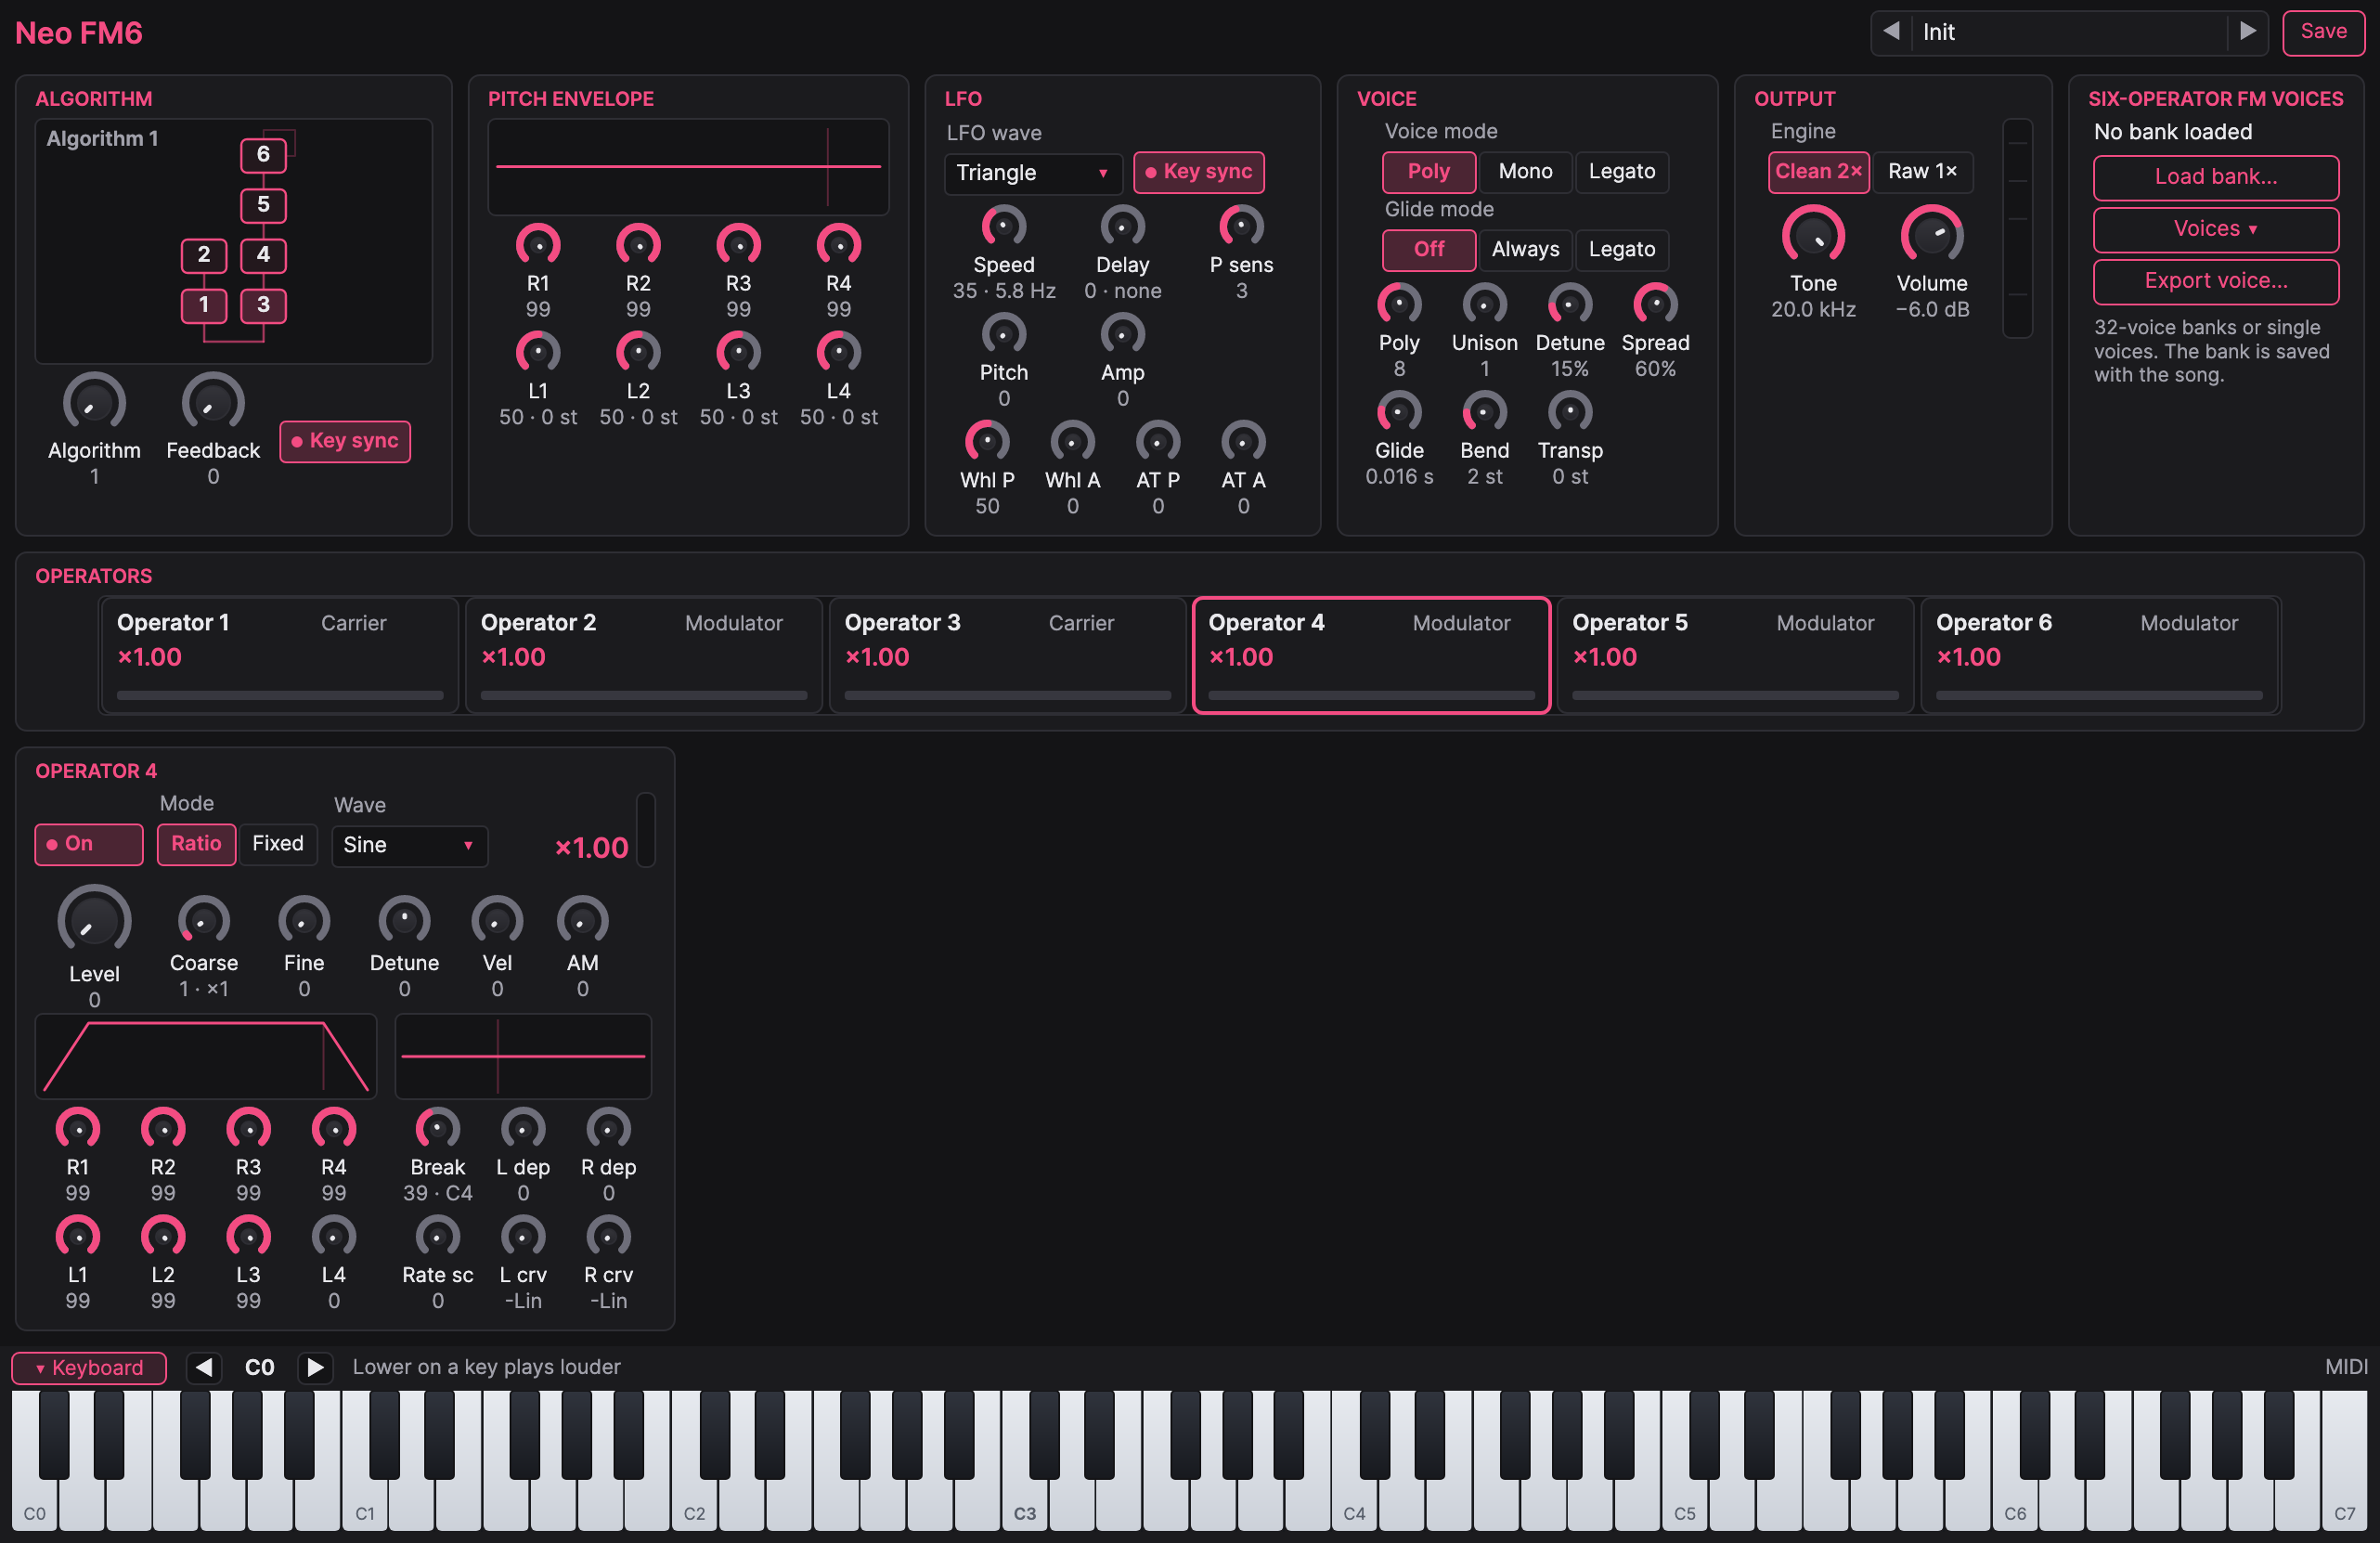 Neo FM6
Init
Save
ALGORITHM
Algorithm 1
6
5
2 4
1 3
Algorithm Feedback
1 0
Key sync
PITCH ENVELOPE
R1 R2 R3 R4
99 99 99 99
L1 L2 L3 L4
50 · 0 st 50 · 0 st 50 · 0 st 50 · 0 st
LFO
LFO wave
Triangle ▾ Key sync
Speed Delay P sens
35 · 5.8 Hz 0 · none 3
Pitch Amp
0 0
Whl P Whl A AT P AT A
50 0 0 0
VOICE
Voice mode
Poly Mono Legato
Glide mode
Off Always Legato
Poly Unison Detune Spread
8 1 15% 60%
Glide Bend Transp
0.016 s 2 st 0 st
OUTPUT
Engine
Clean 2× Raw 1×
Tone Volume
20.0 kHz −6.0 dB
SIX-OPERATOR FM VOICES
No bank loaded
Load bank...
Voices ▾
Export voice...
32-voice banks or single
voices. The bank is saved
with the song.
OPERATORS
Operator 1 Carrier
×1.00
Operator 2 Modulator
×1.00
Operator 3 Carrier
×1.00
Operator 4 Modulator
×1.00
Operator 5 Modulator
×1.00
Operator 6 Modulator
×1.00
OPERATOR 4
Mode Wave
On Ratio Fixed Sine ▾ ×1.00
Level Coarse Fine Detune Vel AM
0 1 · ×1 0 0 0 0
R1 R2 R3 R4 Break L dep R dep
99 99 99 99 39 · C4 0 0
L1 L2 L3 L4 Rate sc L crv R crv
99 99 99 0 0 -Lin -Lin
▾ Keyboard ◀ C0 ▶ Lower on a key plays louder MIDI
C0 C1 C2 C3 C4 C5 C6 C7